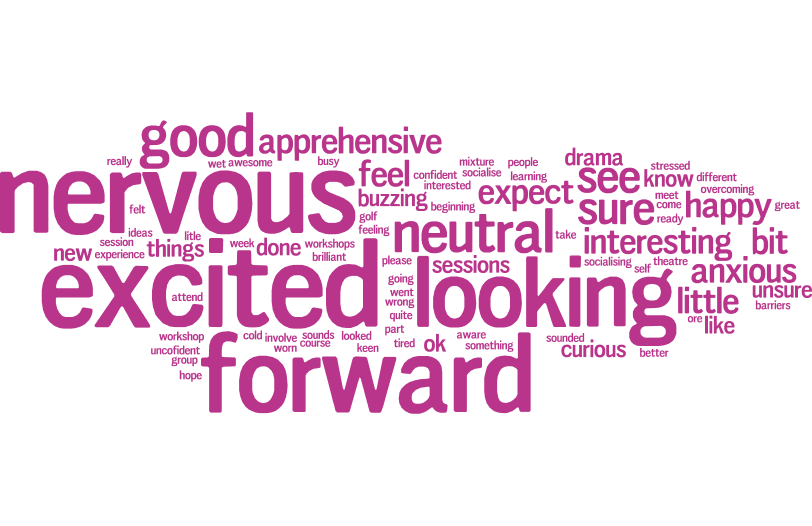 good
apprehensive
really
wet
awesome
busy
mixture
people
drama
stressed
nervous
feel
confident
socialise
learning
see
know
different
interested
overcoming
expect
buzzing
beginning
meet
come
sure
happy
great
felt
golf
feeling
neutral
ready
take
ideas
litle
interesting
bit
session
new
experience
things
week
done
workshops
brilliant
please
sessions
socialising
self
theatre
anxious
excited
looking
going
went
wrong
quite
attend
unsure
little
barriers
ore
like
part
workshop
cold
involve
sounds
looked
worn
course
keen
tired
ok
aware
something
sounded
curious
better
uncofident
group
forward
hope